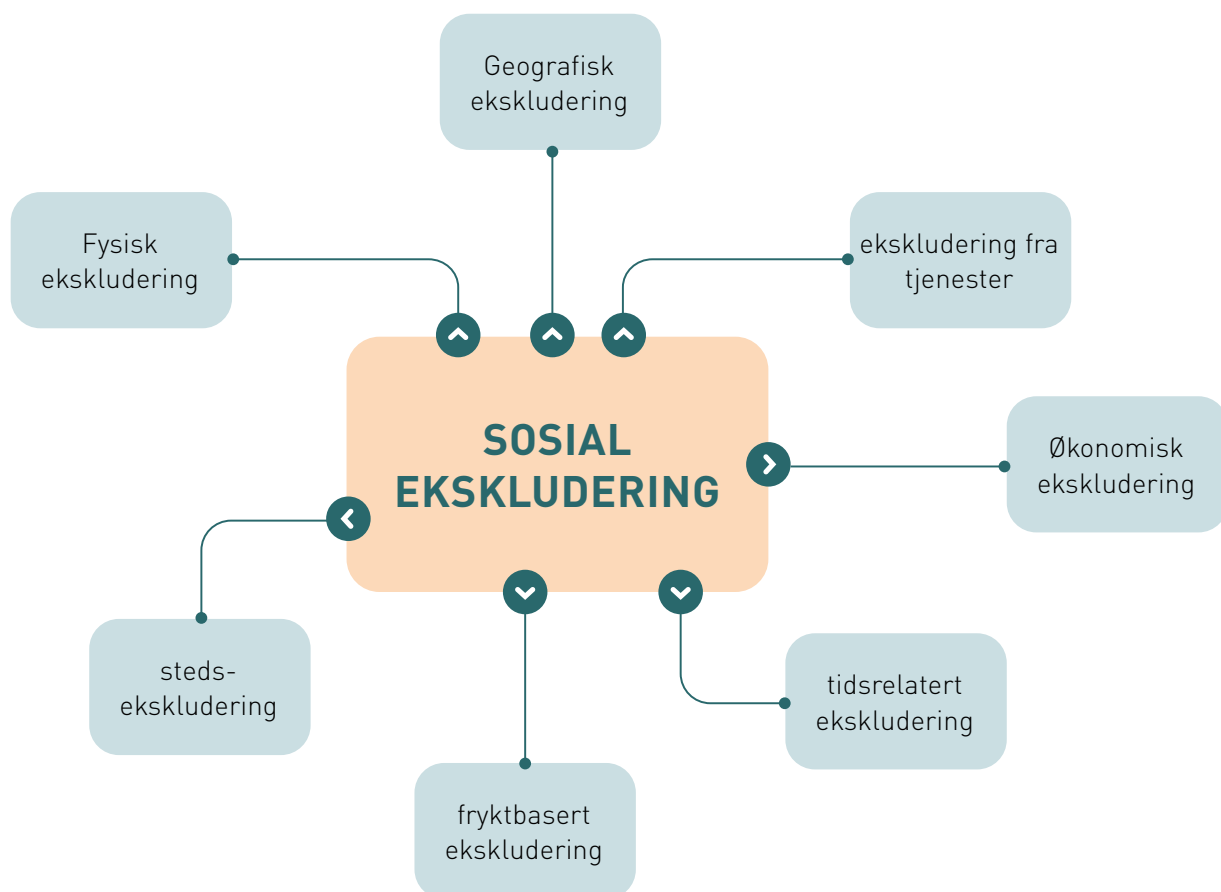 Geografisk
ekskludering
Fysisk
ekskludering
ekskludering fra
tjenester
SOSIAL
EKSKLUDERING
Økonomisk
ekskludering
steds-
ekskludering
tidsrelatert
ekskludering
fryktbasert
ekskludering